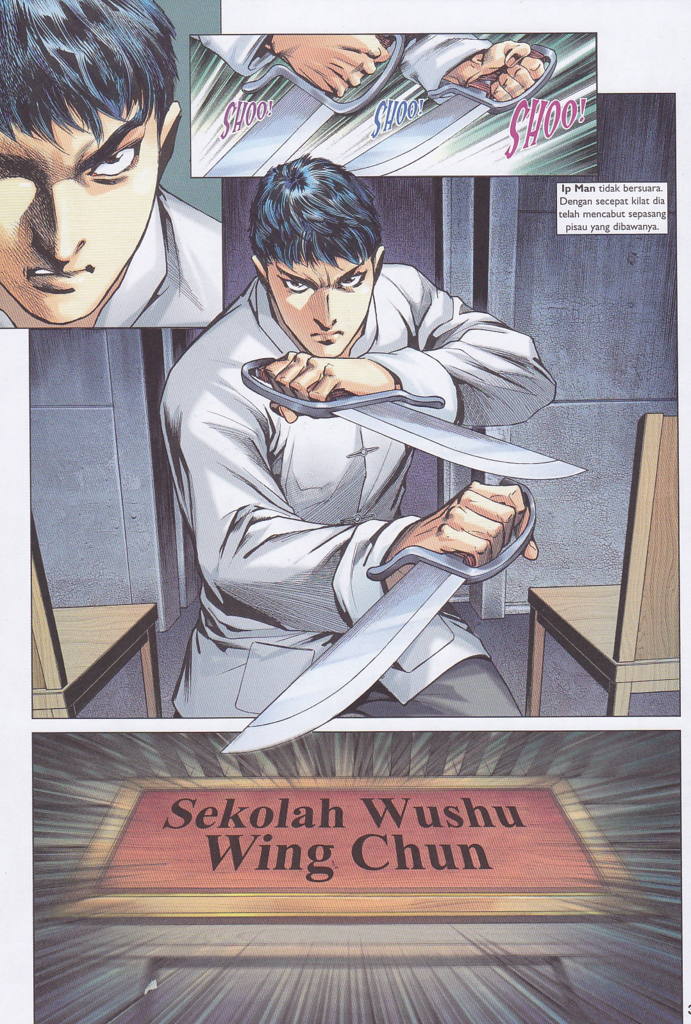 SHOO!
SHOO!
SHOO!
Ip Man tidak bersuara.
Dengan secepat kilat dia
telah mencabut sepasang
pisau yang dibawanya.
Sekolah Wushu
Wing Chun
3